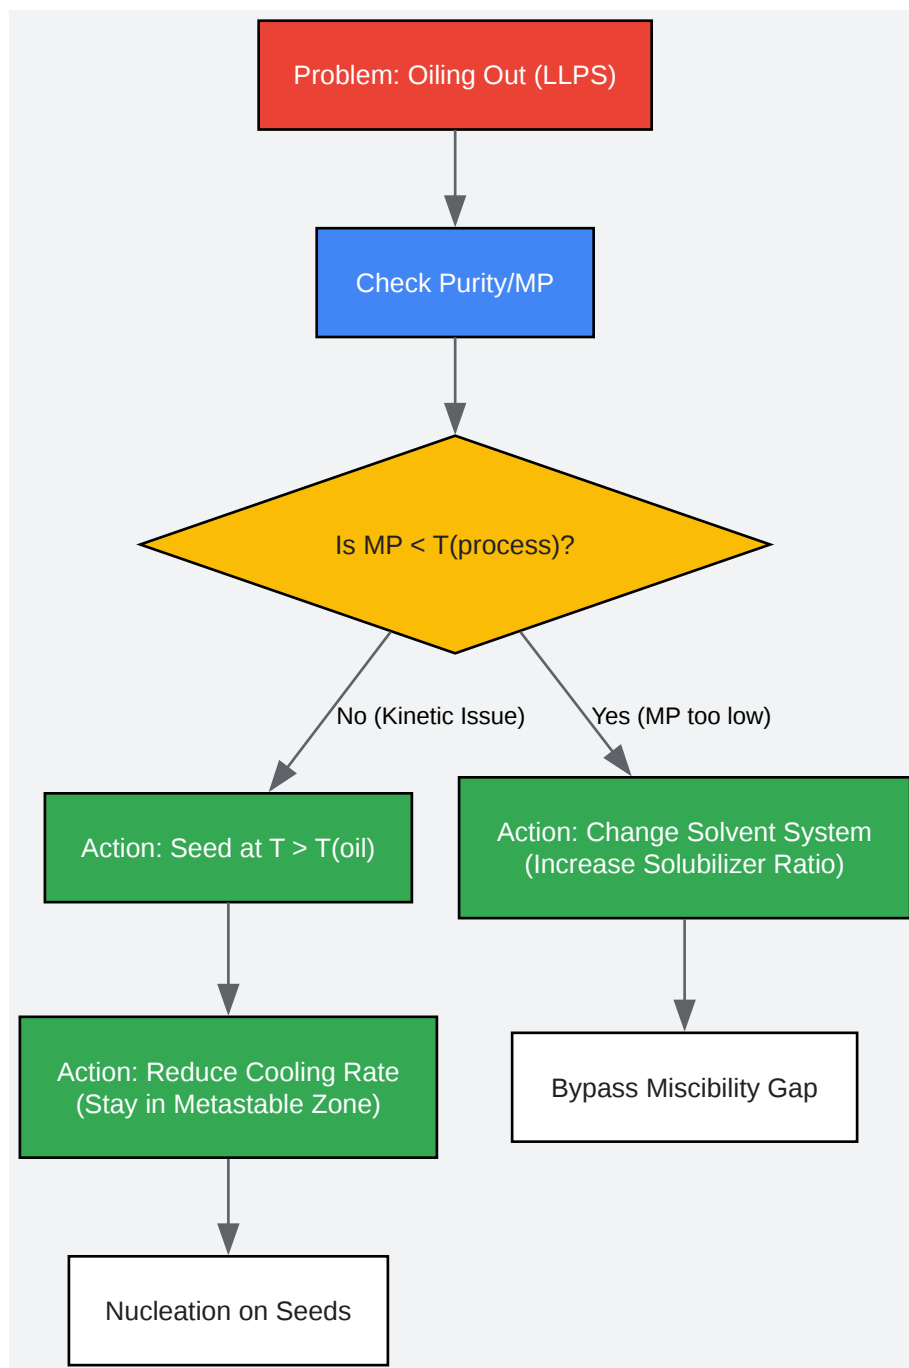 Problem: Oiling Out (LLPS)
Check Purity/MP
Is MP < T(process)?
No (Kinetic Issue)
Yes (MP too low)
Action: Seed at T > T(oil)
Action: Change Solvent System
(Increase Solubilizer Ratio)
Action: Reduce Cooling Rate
(Stay in Metastable Zone)
Bypass Miscibility Gap
Nucleation on Seeds